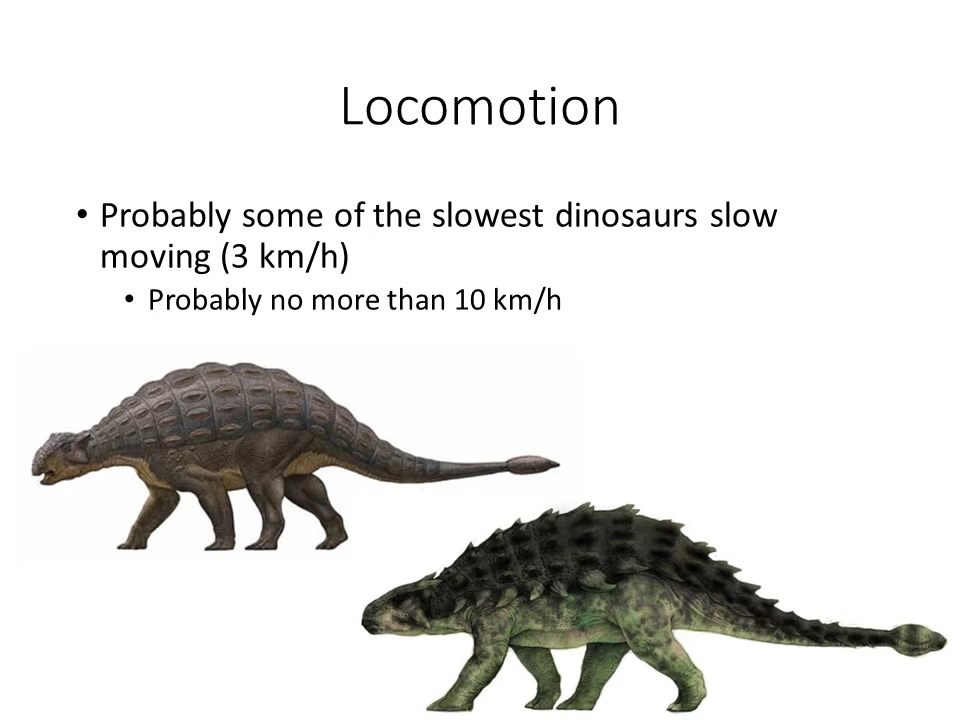 Locomotion
• Probably some of the slowest dinosaurs slow
moving (3 km/h)
• Probably no more than 10 km/h